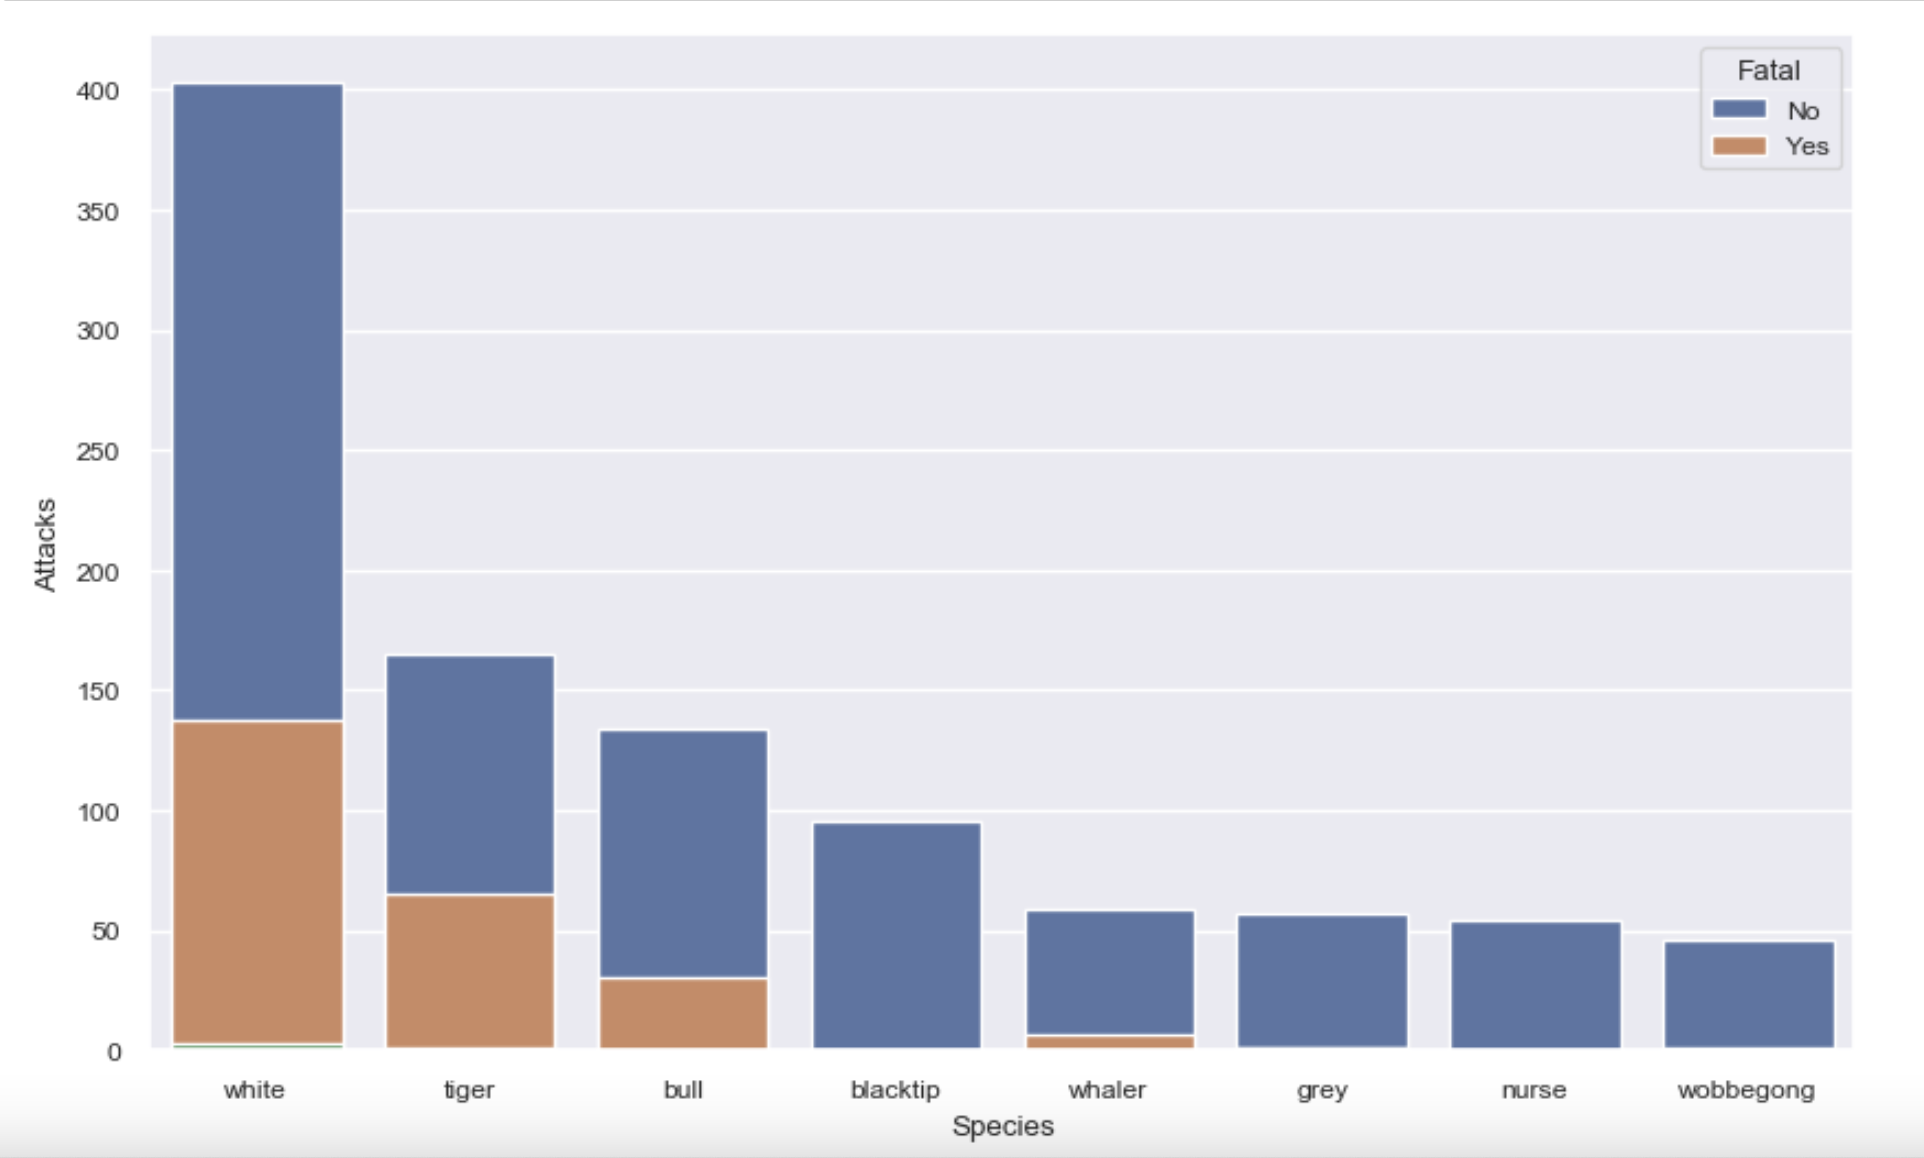 Fatal
No
Yes
400
350
300
250
200
150
100
50
0
Attacks
white tiger bull blacktip whaler grey nurse wobbegong
Species